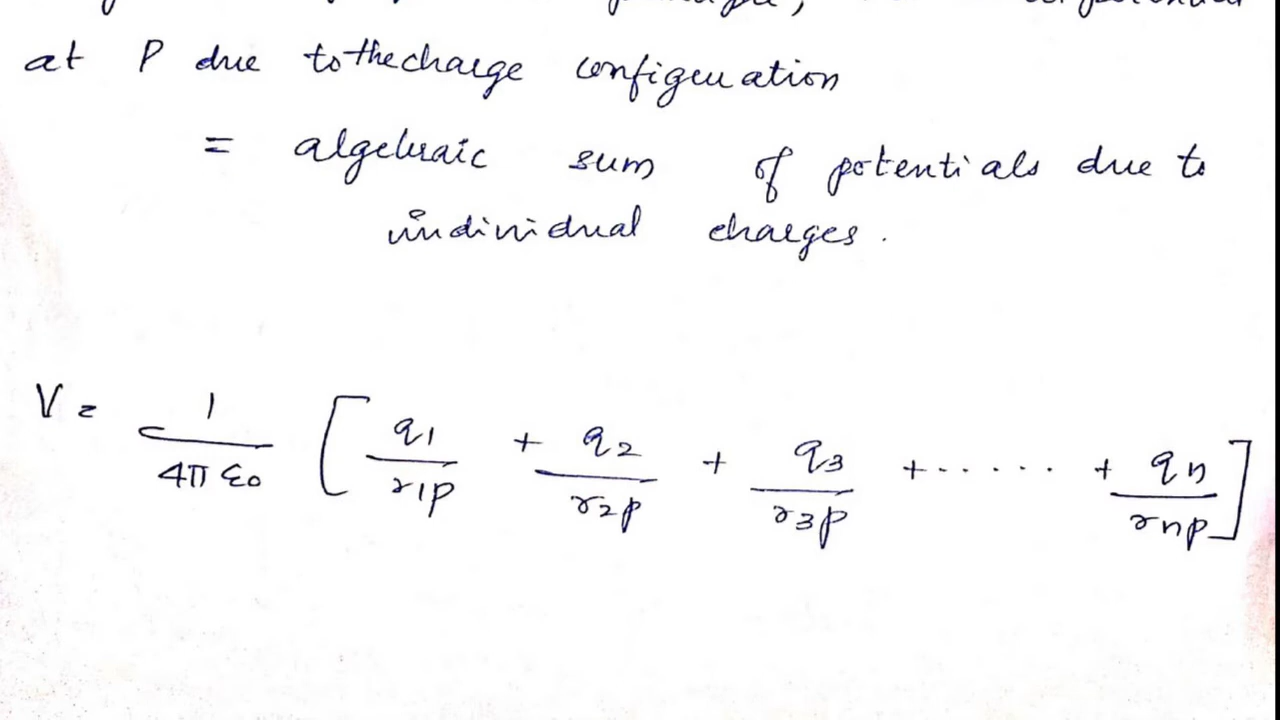 at P due to the charge configuration
= algebraic sum of potentials due to
individual charges.
V = 1/4π ε0 [ q1/r1p + q2/r2p + q3/r3p + ...... + qn/rnp ]